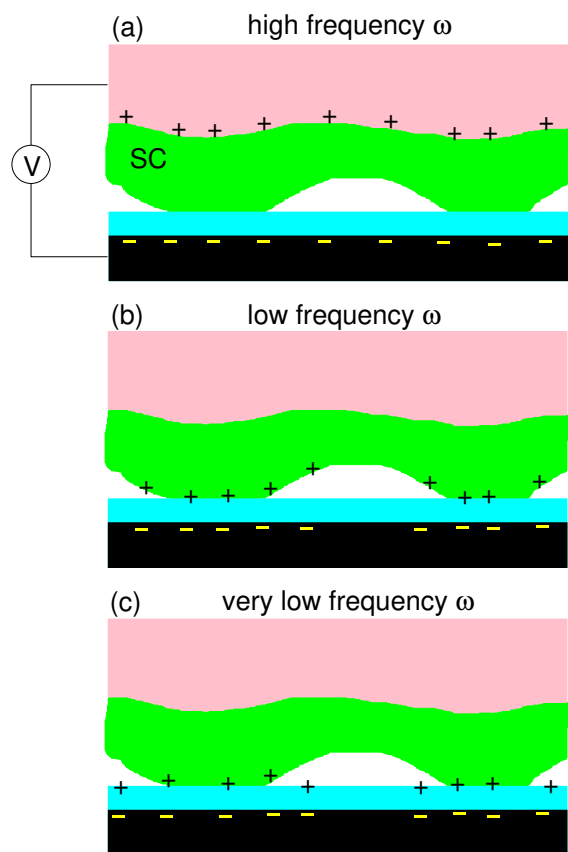 (a) high frequency ω
SC
V
(b) low frequency ω
(c) very low frequency ω